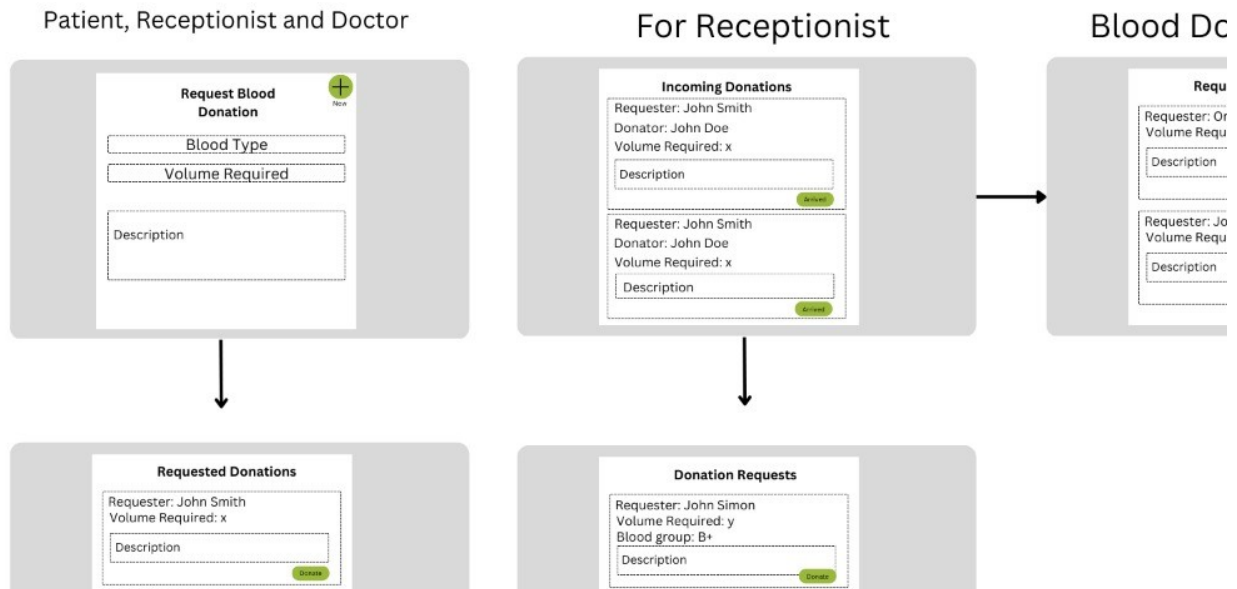 Patient, Receptionist and Doctor
Request Blood
Donation
New
Blood Type
Volume Required
Description
Requested Donations
Requester: John Smith
Volume Required: x
Description
Donate
For Receptionist
Incoming Donations
Requester: John Smith
Donator: John Doe
Volume Required: x
Description
Arrived
Requester: John Smith
Donator: John Doe
Volume Required: x
Description
Arrived
Donation Requests
Requester: John Simon
Volume Required: y
Blood group: B+
Description
Donate
Blood Do
Requ
Requester: Or
Volume Requ
Description
Requester: Jo
Volume Requ
Description